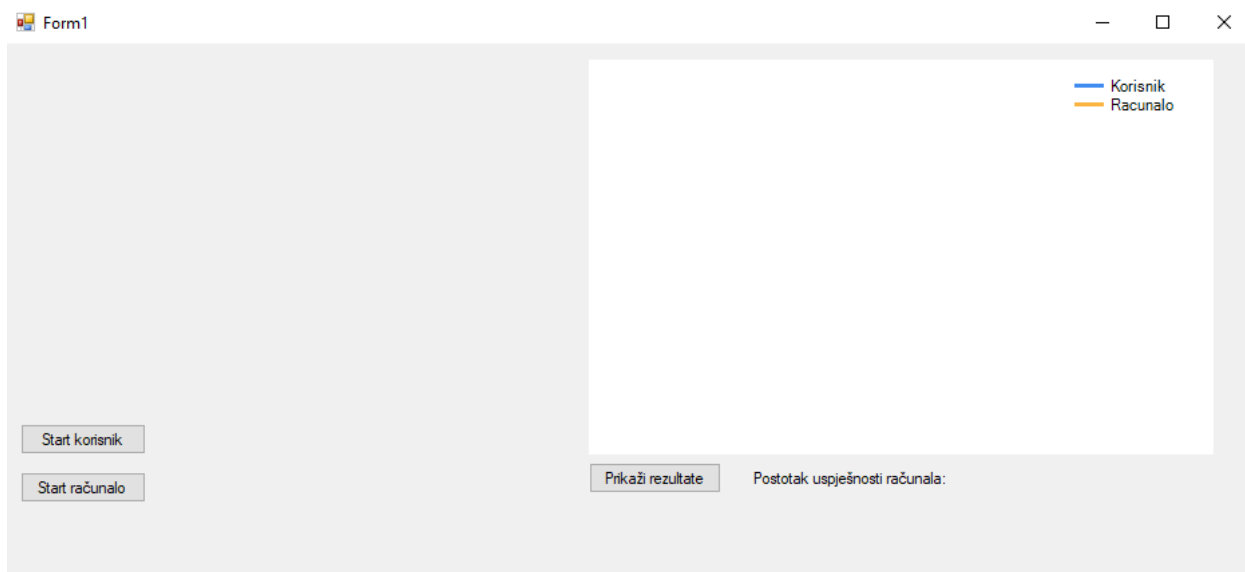 Form1
Korisnik
Racunalo
Start korisnik
Start računalo
Prikaži rezultate
Postotak uspješnosti računala: